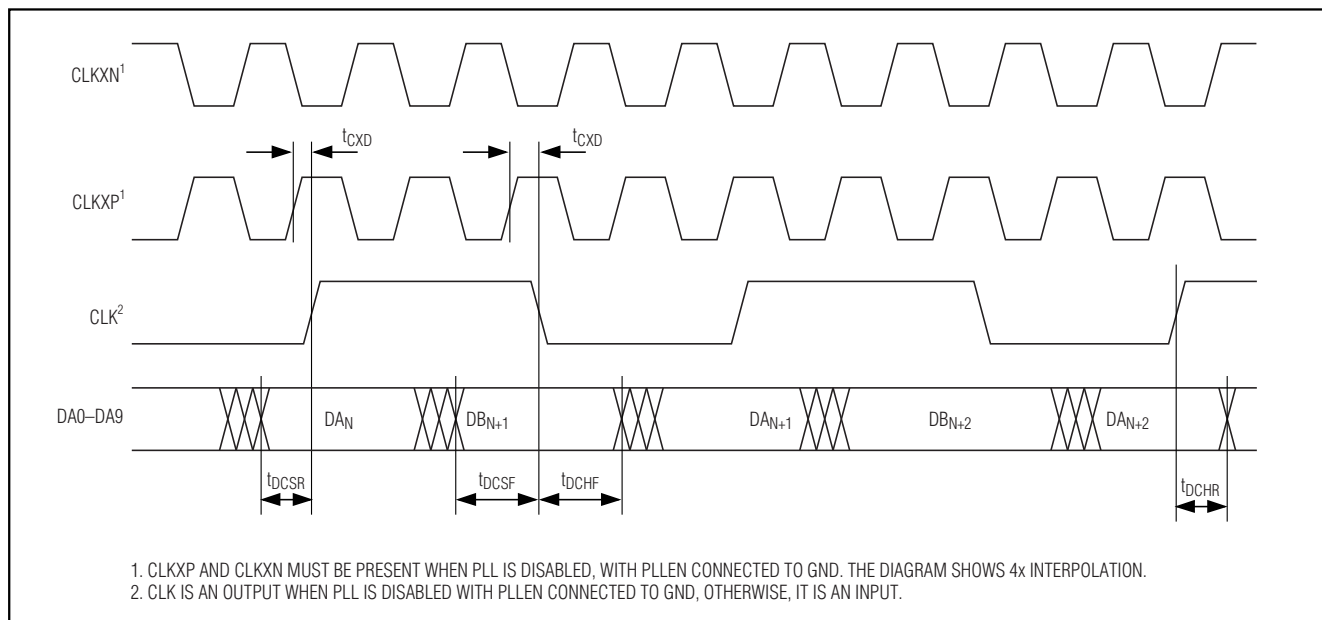 CLKXN¹
tCXD tCXD
CLKXP¹
CLK²
DA0–DA9 DAN DBN+1 DAN+1 DBN+2 DAN+2
tDCSR tDCSF tDCHF tDCHR
1. CLKXP AND CLKXN MUST BE PRESENT WHEN PLL IS DISABLED, WITH PLLEN CONNECTED TO GND. THE DIAGRAM SHOWS 4x INTERPOLATION.
2. CLK IS AN OUTPUT WHEN PLL IS DISABLED WITH PLLEN CONNECTED TO GND, OTHERWISE, IT IS AN INPUT.